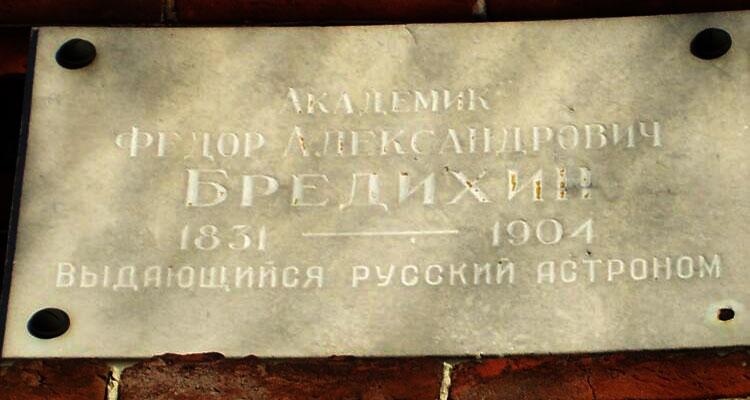 Академик
Федор Александрович
Бредихин
1831 — 1904
Выдающийся русский астроном